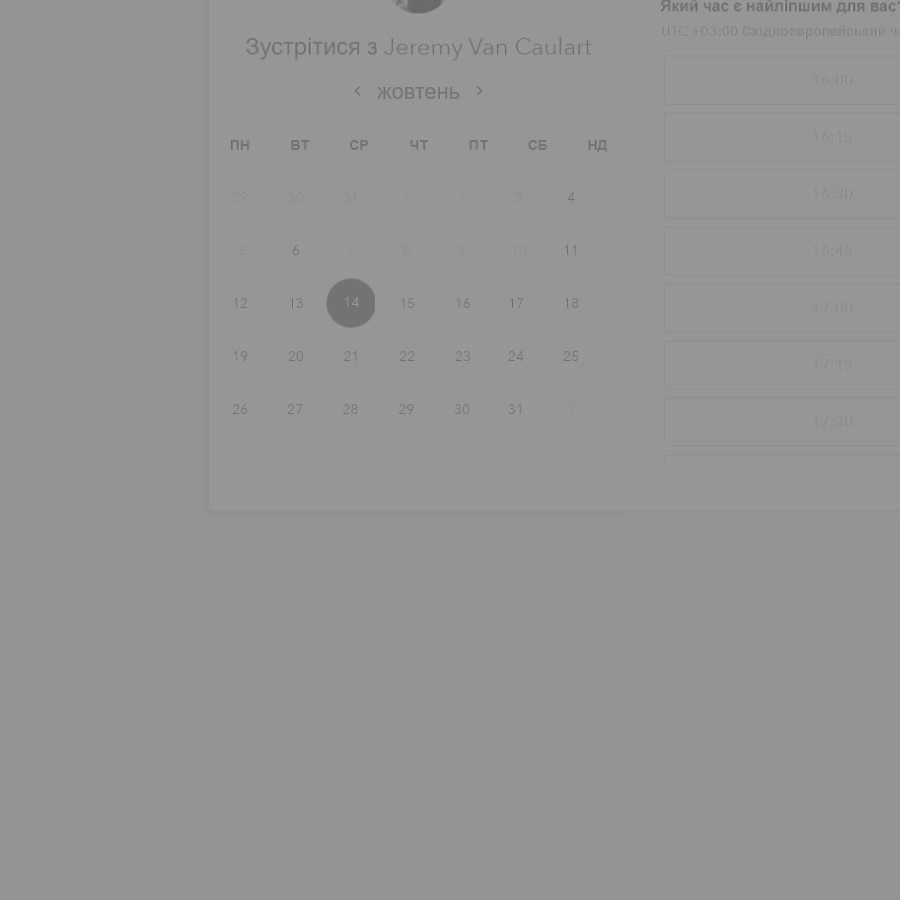 Зустрітися з Jeremy Van Caulart
жовтень
ПН ВТ СР ЧТ ПТ СБ НД
29 30 31 1 2 3 4
5 6 7 8 9 10 11
12 13 14 15 16 17 18
19 20 21 22 23 24 25
26 27 28 29 30 31 1
Який час є найліпшим для вас
UTC +03:00 Східноєвропейський
16:00
16:15
16:30
16:45
17:00
17:15
17:30